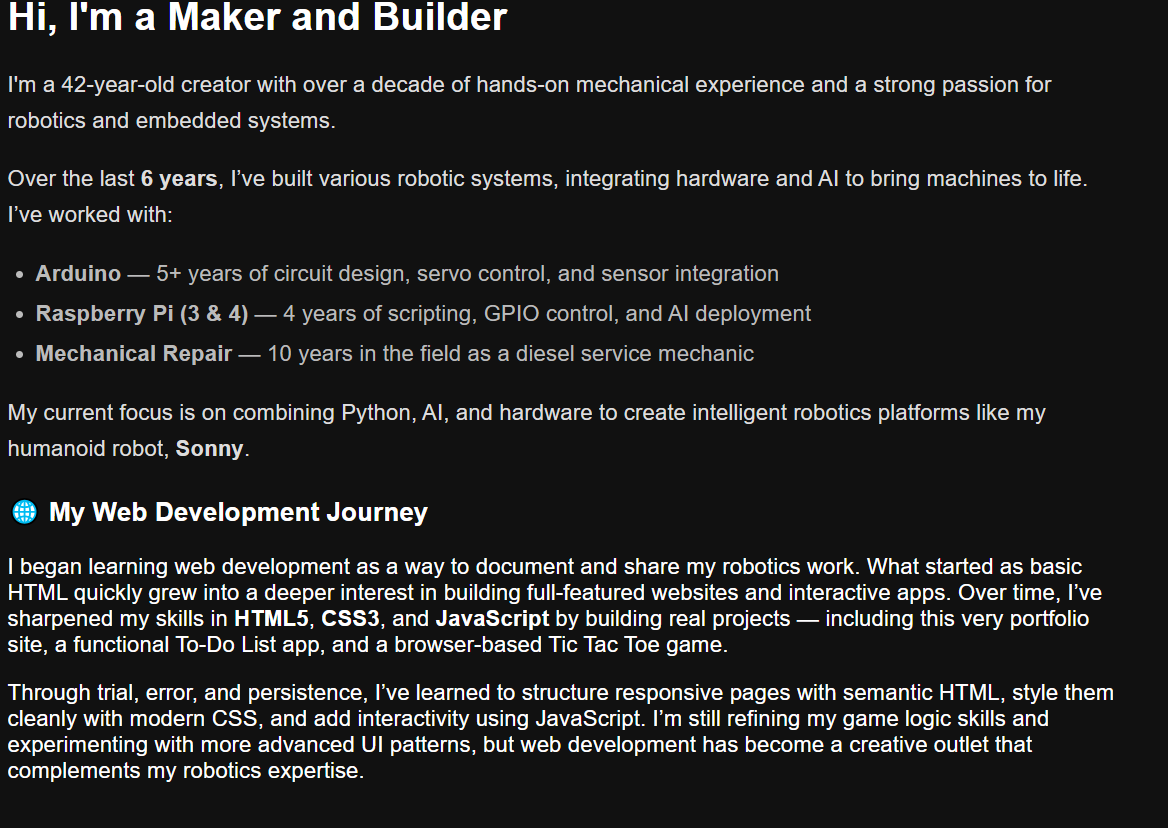 Hi, I'm a Maker and Builder
I'm a 42-year-old creator with over a decade of hands-on mechanical experience and a strong passion for
robotics and embedded systems.
Over the last 6 years, I’ve built various robotic systems, integrating hardware and AI to bring machines to life.
I’ve worked with:
• Arduino — 5+ years of circuit design, servo control, and sensor integration
• Raspberry Pi (3 & 4) — 4 years of scripting, GPIO control, and AI deployment
• Mechanical Repair — 10 years in the field as a diesel service mechanic
My current focus is on combining Python, AI, and hardware to create intelligent robotics platforms like my
humanoid robot, Sonny.
🌐 My Web Development Journey
I began learning web development as a way to document and share my robotics work. What started as basic
HTML quickly grew into a deeper interest in building full-featured websites and interactive apps. Over time, I’ve
sharpened my skills in HTML5, CSS3, and JavaScript by building real projects — including this very portfolio
site, a functional To-Do List app, and a browser-based Tic Tac Toe game.
Through trial, error, and persistence, I’ve learned to structure responsive pages with semantic HTML, style them
cleanly with modern CSS, and add interactivity using JavaScript. I’m still refining my game logic skills and
experimenting with more advanced UI patterns, but web development has become a creative outlet that
complements my robotics expertise.